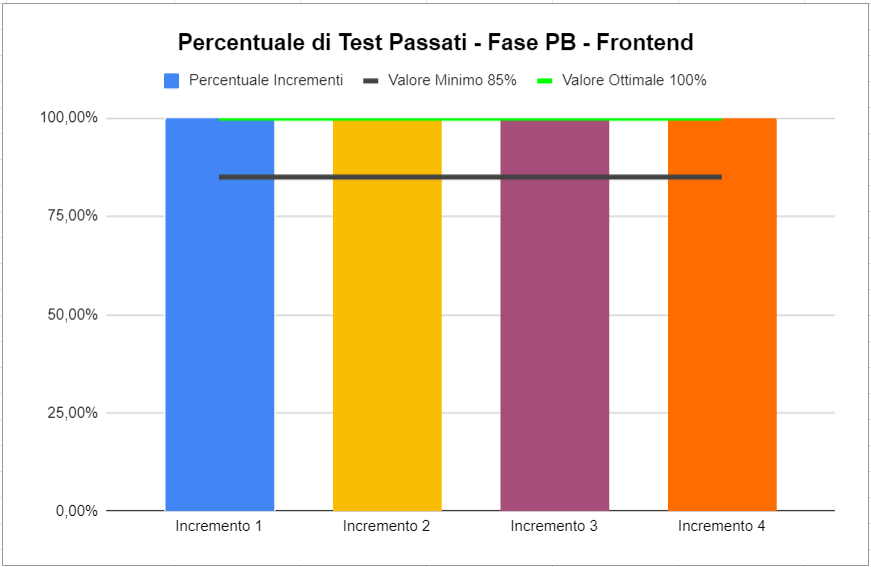 Percentuale di Test Passati - Fase PB - Frontend
Percentuale Incrementi Valore Minimo 85% Valore Ottimale 100%
100,00%
75,00%
50,00%
25,00%
0,00%
Incremento 1 Incremento 2 Incremento 3 Incremento 4